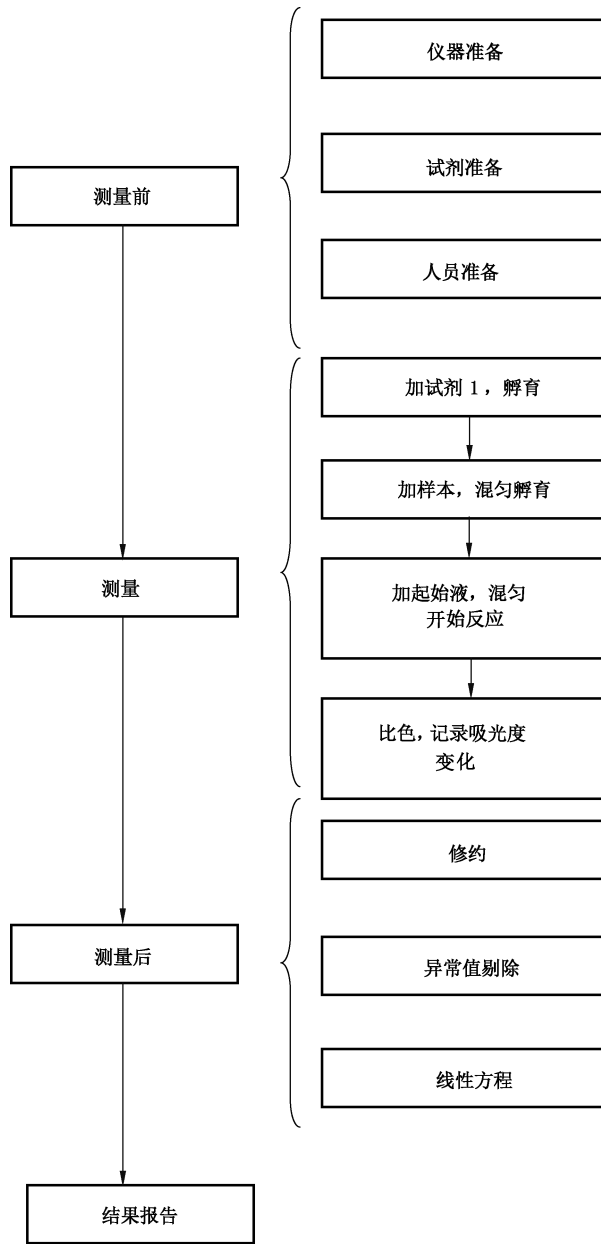 仪器准备
试剂准备
测量前
人员准备
加试剂 1，孵育
加样本，混匀孵育
测量
加起始液，混匀
开始反应
比色，记录吸光度
变化
修约
测量后
异常值剔除
线性方程
结果报告